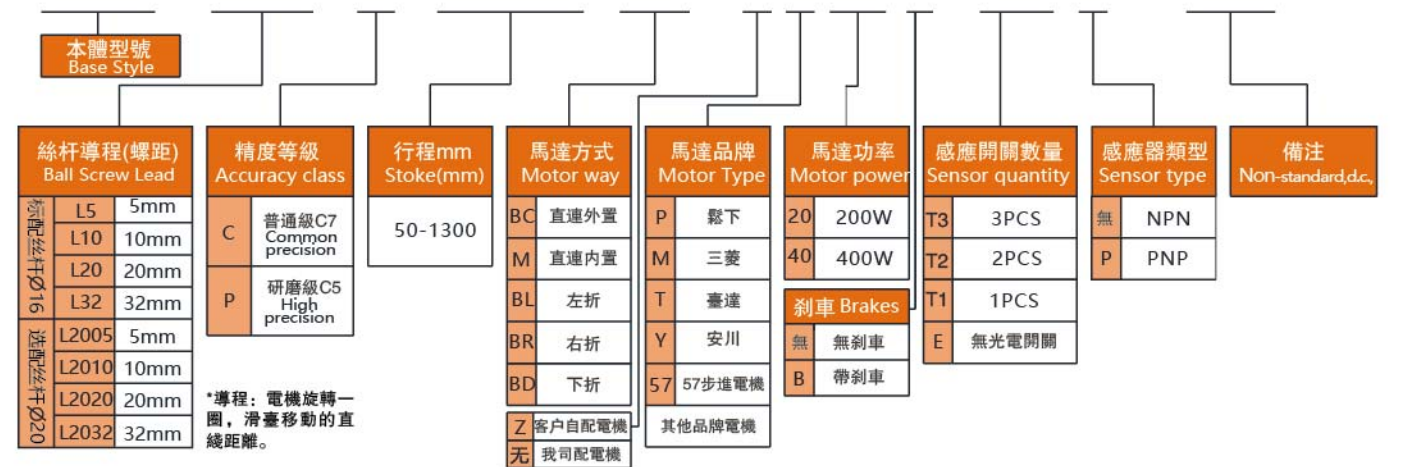 本體型號
Base Style
絲杆導程(螺距)
Ball Screw Lead
标配丝杆Ø16
L5 5mm
L10 10mm
L20 20mm
L32 32mm
选配丝杆Ø20
L2005 5mm
L2010 10mm
L2020 20mm
L2032 32mm
精度等級
Accuracy class
C 普通級C7
Common
precision
P 研磨級C5
High
precision
*導程：電機旋轉一
圈，滑臺移動的直
綫距離。
行程mm
Stoke(mm)
50-1300
馬達方式
Motor way
BC 直連外置
M 直連内置
BL 左折
BR 右折
BD 下折
Z 客户自配電機
无 我司配電機
馬達品牌
Motor Type
P 鬆下
M 三菱
T 臺達
Y 安川
57 57步進電機
其他品牌電機
馬達功率
Motor power
20 200W
40 400W
刹車 Brakes
無 無刹車
B 帶刹車
感應開關數量
Sensor quantity
T3 3PCS
T2 2PCS
T1 1PCS
E 無光電開關
感應器類型
Sensor type
無 NPN
P PNP
備注
Non-standard,d.c.,